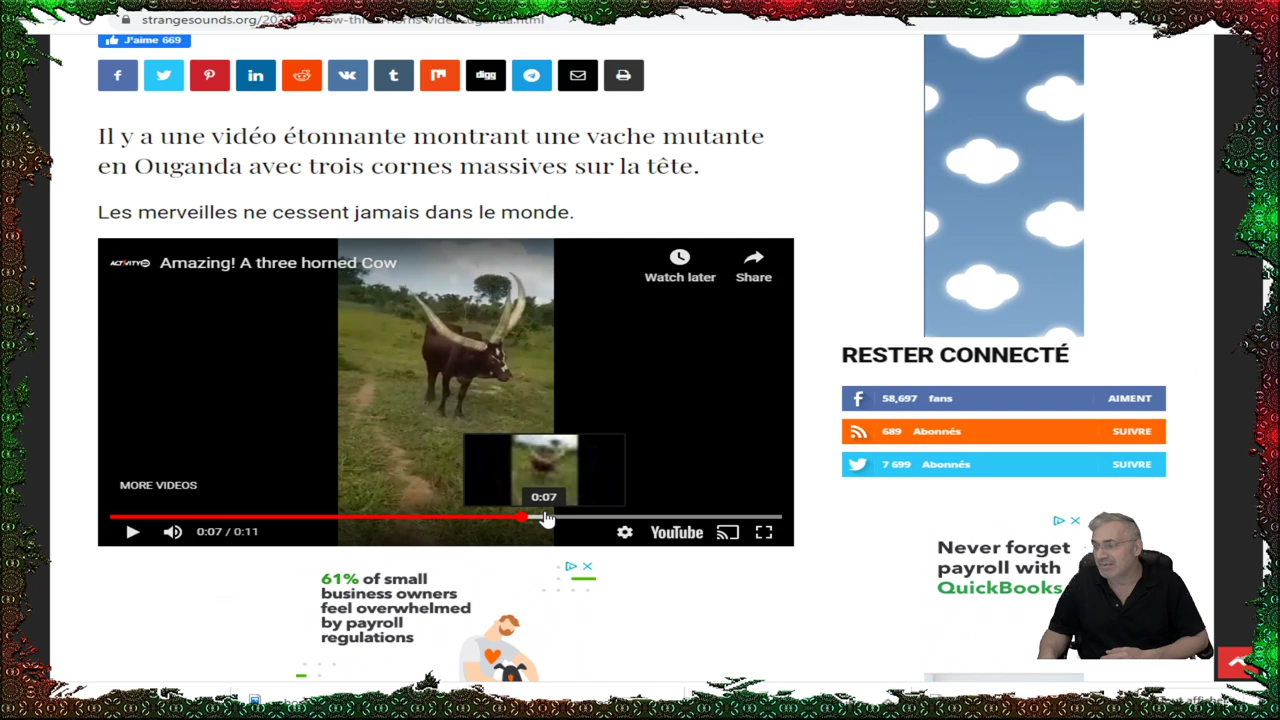 strangesounds.org/20
J'aime 669
digg
Il y a une vidéo étonnante montrant une vache mutante
en Ouganda avec trois cornes massives sur la tête.
Les merveilles ne cessent jamais dans le monde.
Amazing! A three horned Cow
Watch later
Share
MORE VIDEOS
0:07
0:07 / 0:11
YouTube
61% of small
business owners
feel overwhelmed
by payroll
regulations
RESTER CONNECTÉ
58,697 fans AIMENT
689 Abonnés SUIVRE
7 699 Abonnés SUIVRE
Never forget
payroll with
QuickBooks